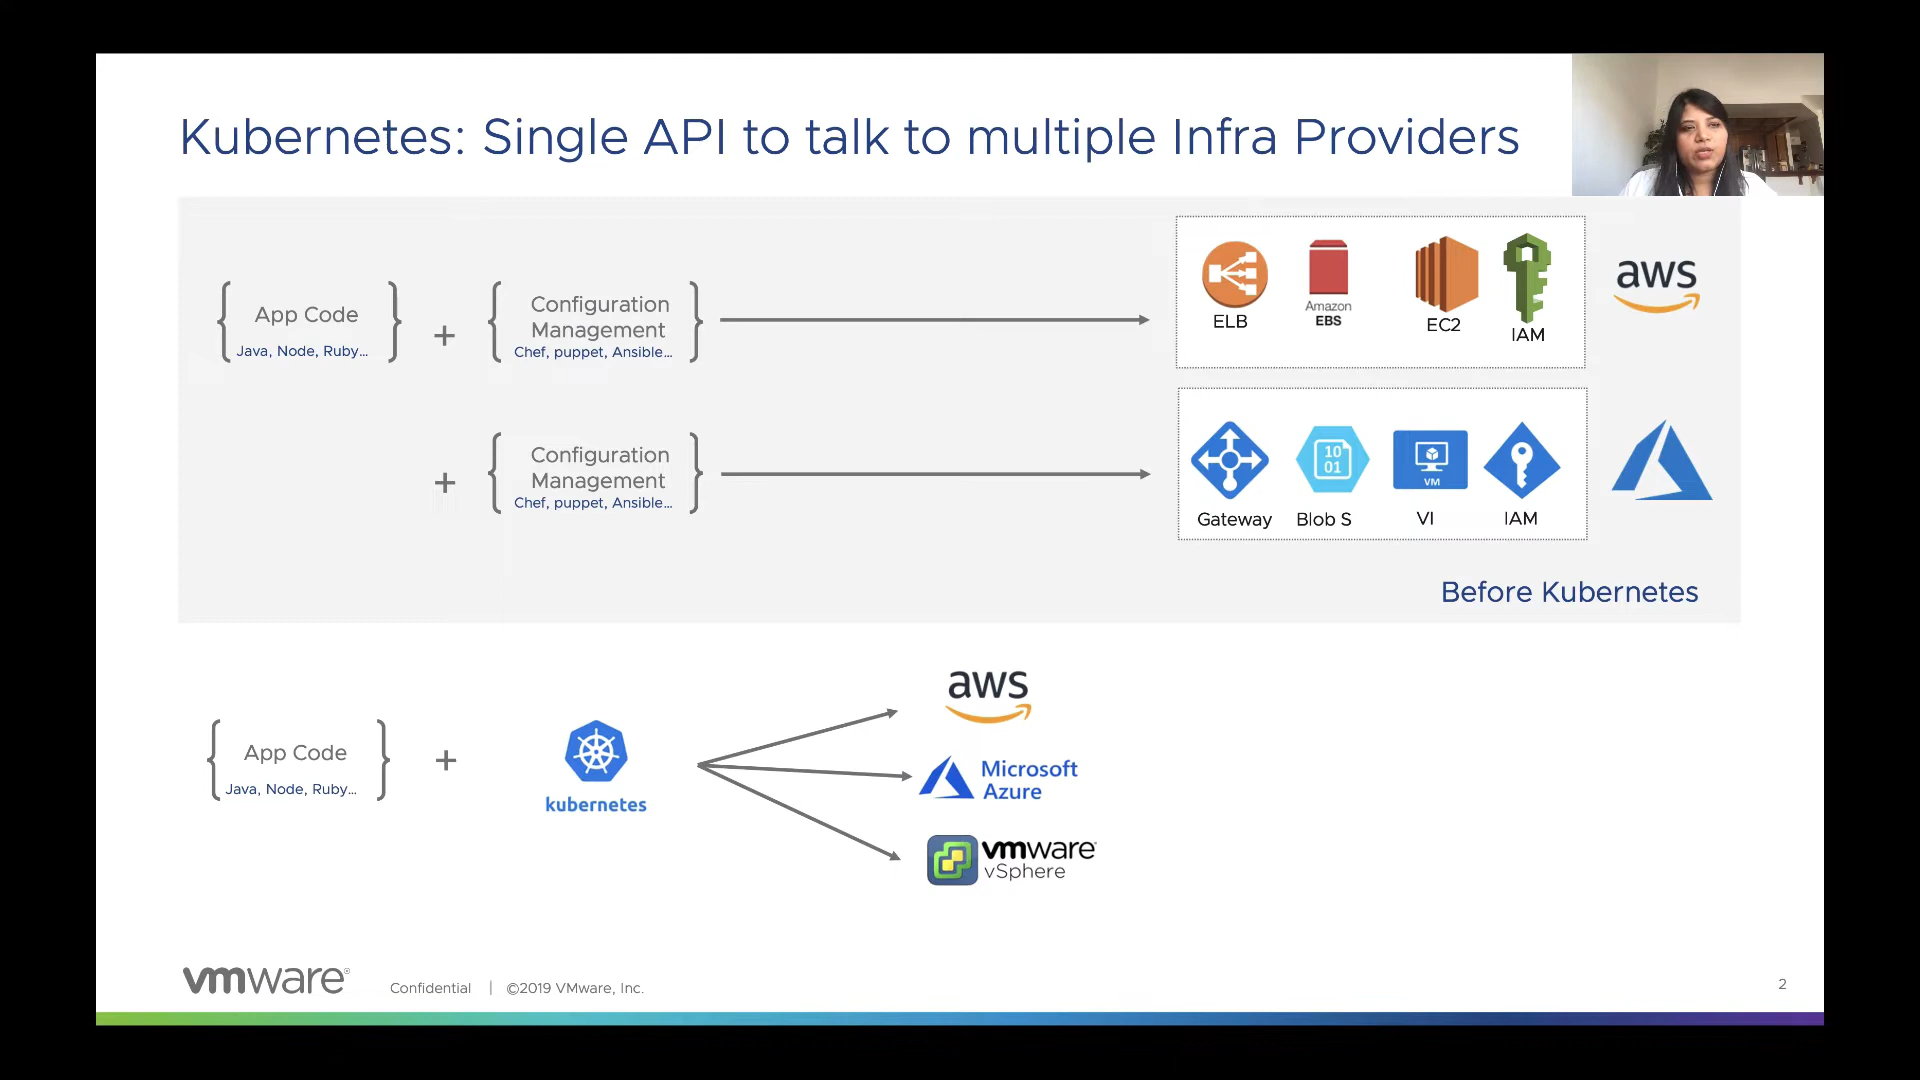 Kubernetes: Single API to talk to multiple Infra Providers
App Code
Java, Node, Ruby...
+
Configuration
Management
Chef, puppet, Ansible...
ELB
Amazon
EBS
EC2
IAM
aws
+
Configuration
Management
Chef, puppet, Ansible...
10
01
VM
Gateway
Blob S
VI
IAM
Before Kubernetes
App Code
Java, Node, Ruby...
+
kubernetes
aws
Microsoft
Azure
vmware
vSphere
vmware®
Confidential | ©2019 VMware, Inc.
2